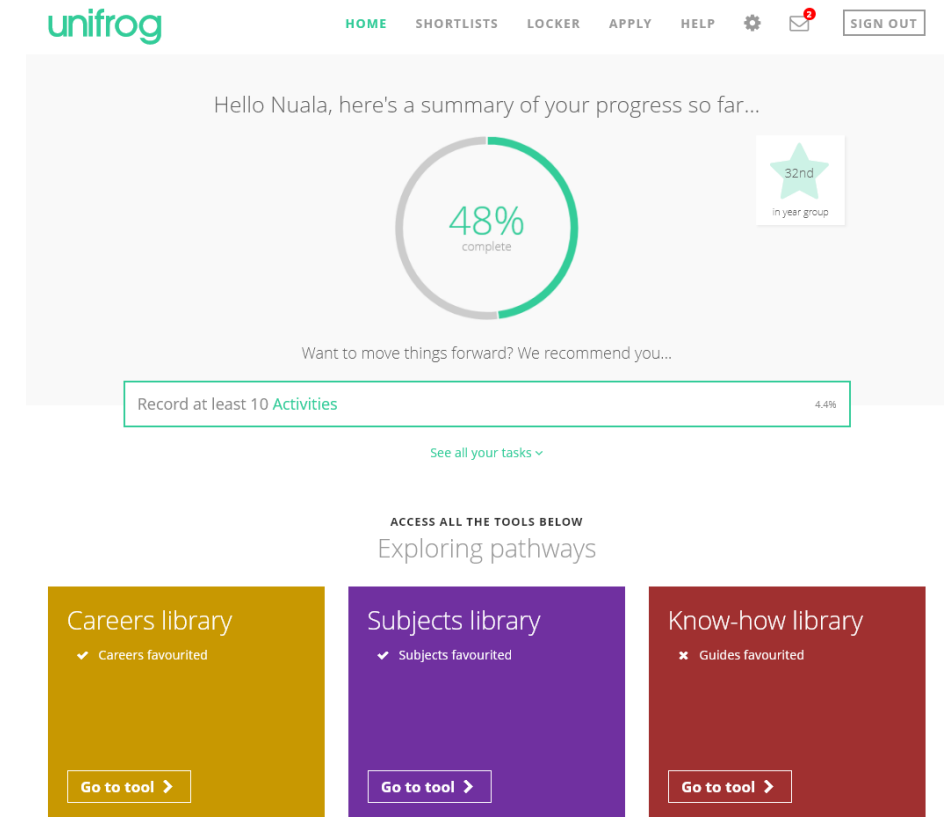 unifrog
HOME SHORTLISTS LOCKER APPLY HELP 2 SIGN OUT
Hello Nuala, here's a summary of your progress so far...
48%
complete
32nd
in year group
Want to move things forward? We recommend you...
Record at least 10 Activities 4.4%
See all your tasks
ACCESS ALL THE TOOLS BELOW
Exploring pathways
Careers library
Careers favourited
Go to tool
Subjects library
Subjects favourited
Go to tool
Know-how library
Guides favourited
Go to tool